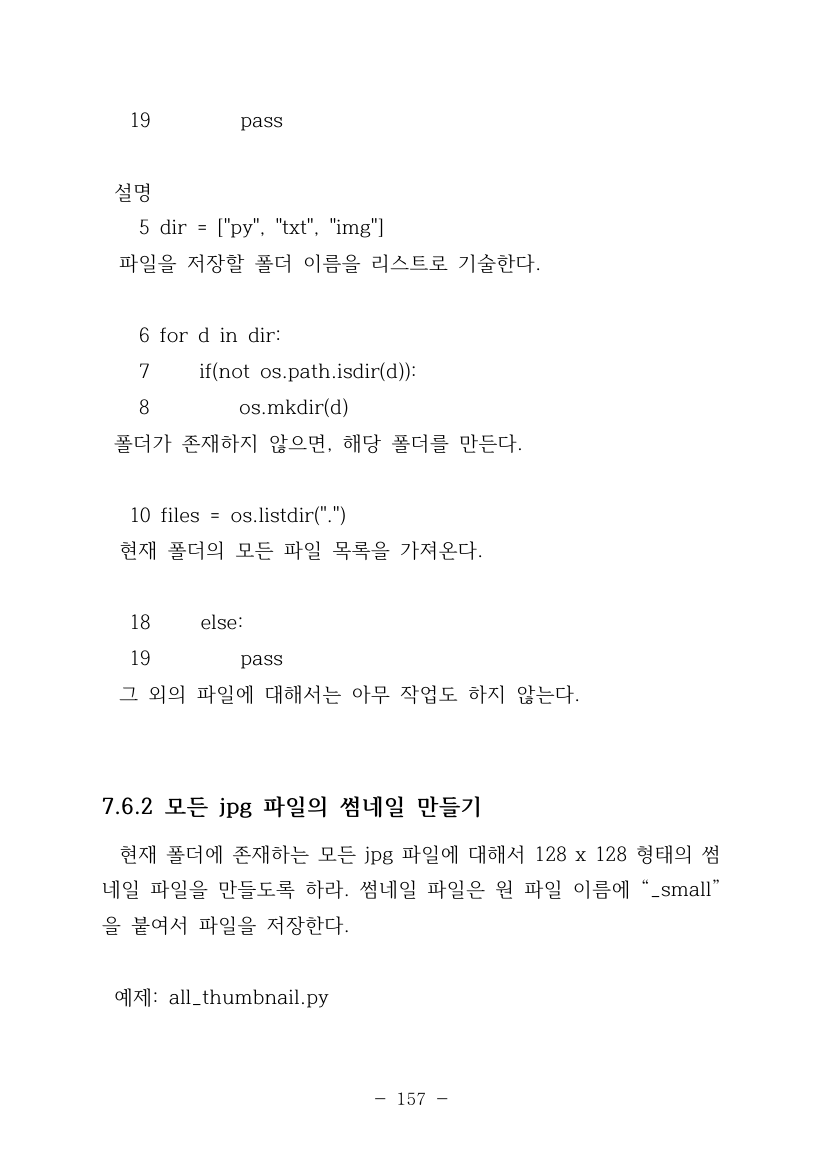 19 pass
설명
5 dir = ["py", "txt", "img"]
파일을 저장할 폴더 이름을 리스트로 기술한다.
6 for d in dir:
7 if(not os.path.isdir(d)):
8 os.mkdir(d)
폴더가 존재하지 않으면, 해당 폴더를 만든다.
10 files = os.listdir(".")
현재 폴더의 모든 파일 목록을 가져온다.
18 else:
19 pass
그 외의 파일에 대해서는 아무 작업도 하지 않는다.
7.6.2 모든 jpg 파일의 썸네일 만들기
현재 폴더에 존재하는 모든 jpg 파일에 대해서 128 x 128 형태의 썸
네일 파일을 만들도록 하라. 썸네일 파일은 원 파일 이름에 “_small”
을 붙여서 파일을 저장한다.
예제: all_thumbnail.py
- 157 -